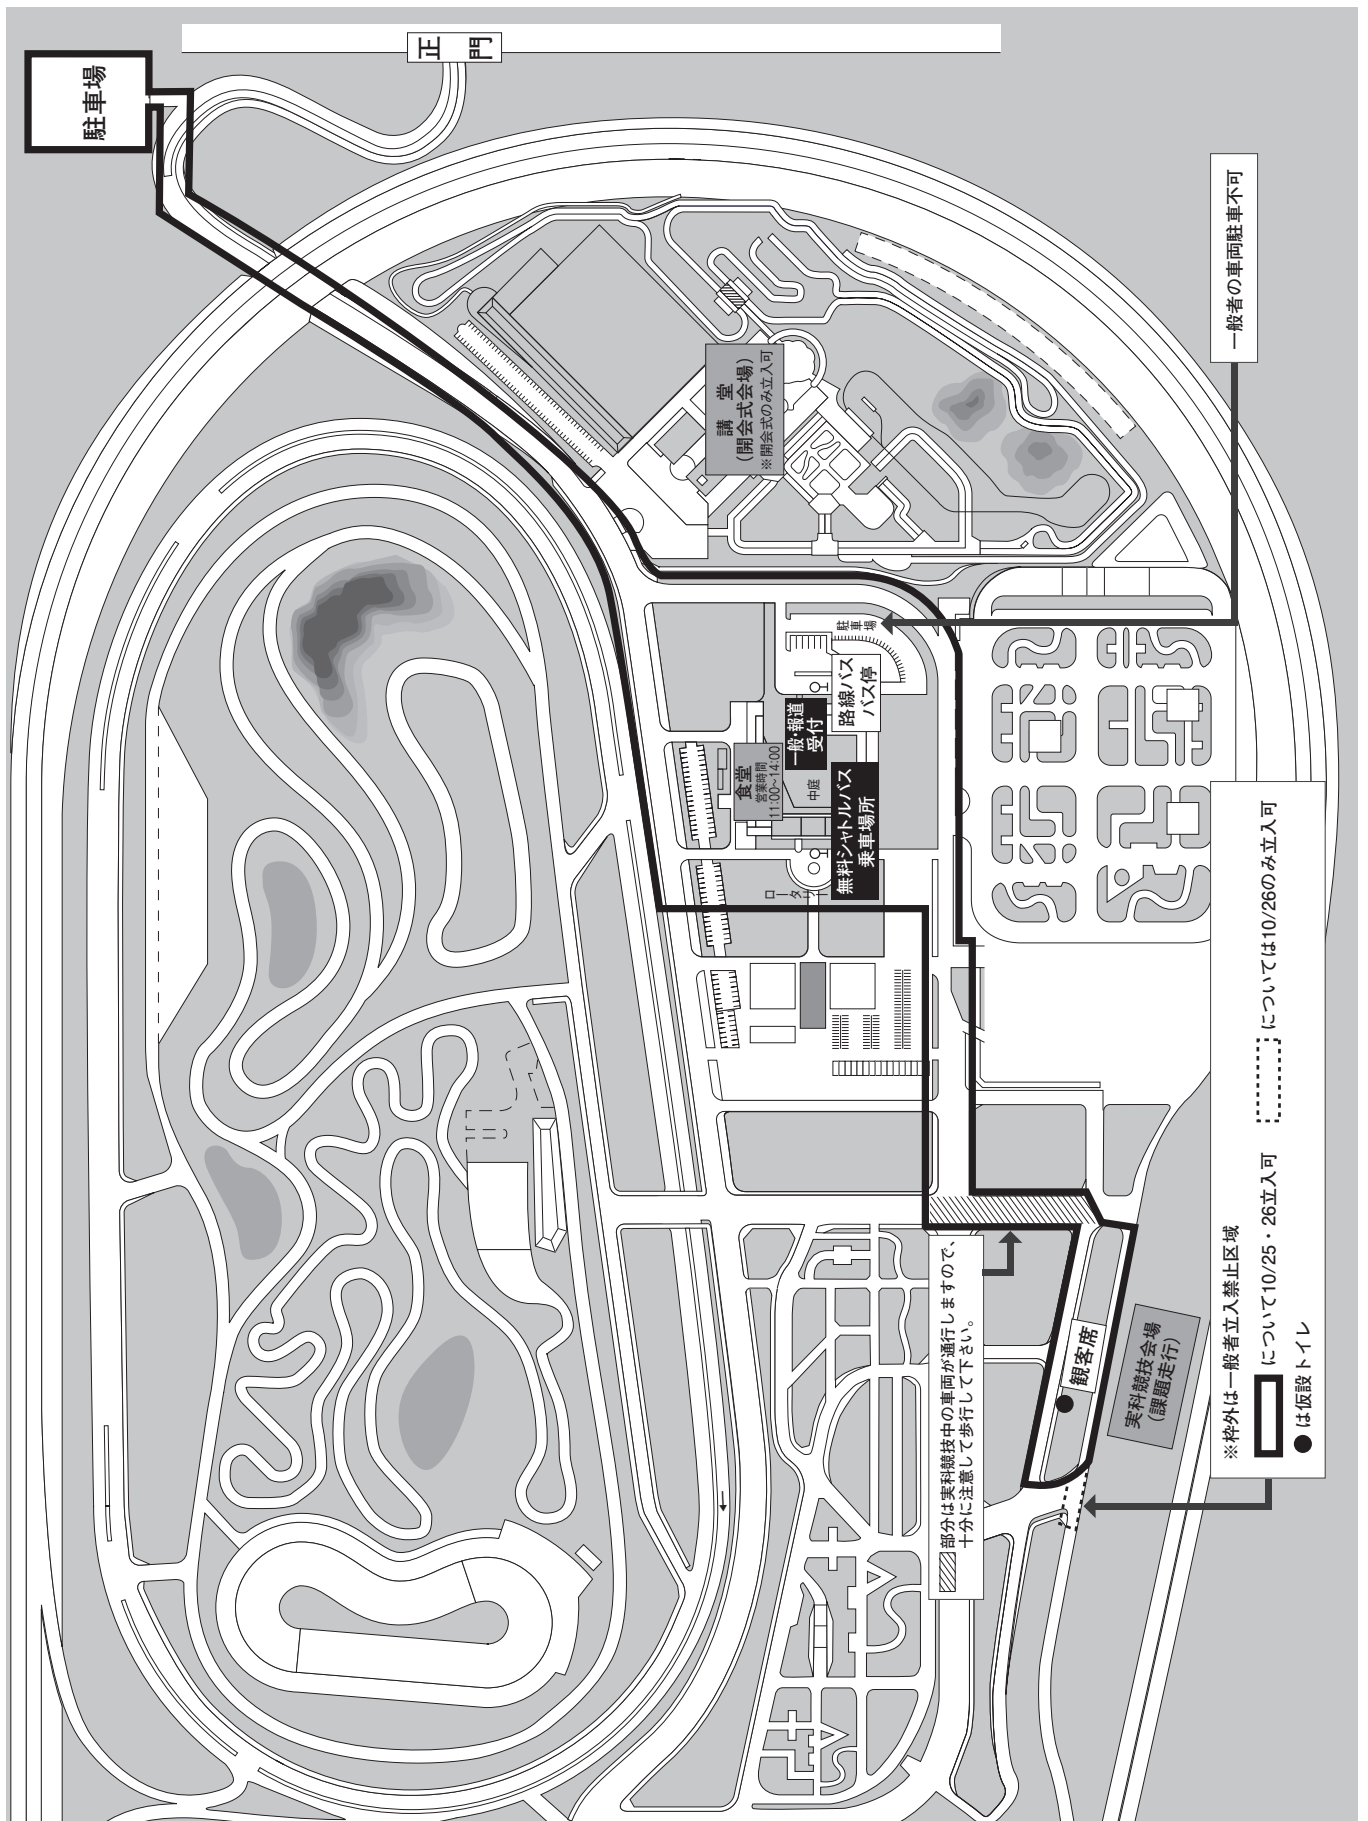 正 門
駐車場
一般者の車両駐車不可
講 堂
(開会式会場)
※開会式のみ立入可
駐
車
場
路線バス
バス停
一般・報道
受付
食堂
営業時間
11:00~14:00
中庭
無料シャトルバス
乗車場所
ロータリー
部分は実科競技中の車両が通行しますので、
十分に注意して歩行して下さい。
観客席
実科競技会場
(課題走行)
※枠外は一般者立入禁止区域
について10/25・26立入可 については10/26のみ立入可
●は仮設トイレ